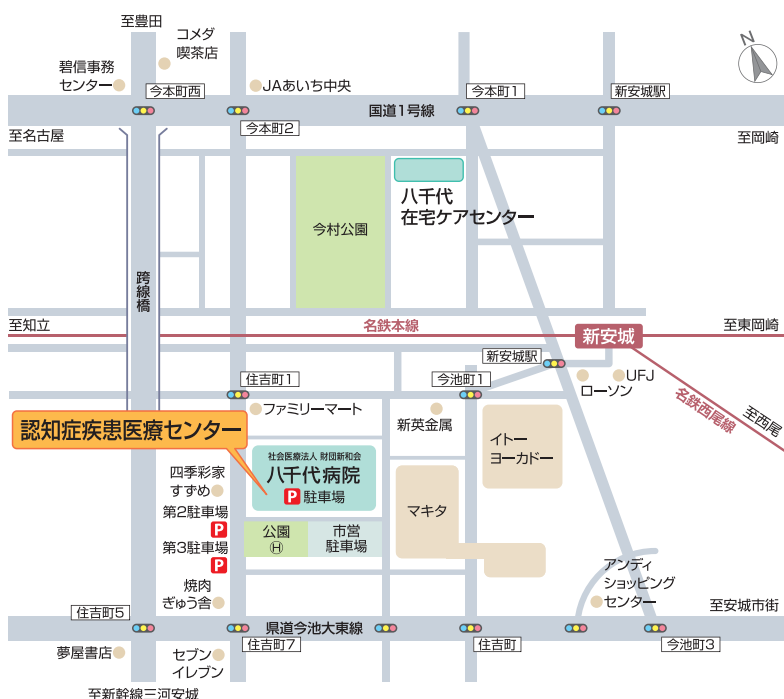 至豊田
コメダ
喫茶店
N
碧信事務
センター
JAあいち中央
今本町西
今本町1
新安城駅
国道1号線
今本町2
至名古屋
至岡崎
八千代
在宅ケアセンター
今村公園
跨線橋
至知立
名鉄本線
新安城
至東岡崎
新安城駅
住吉町1
今池町1
UFJ
ローソン
名鉄西尾線
至西尾
ファミリーマート
新英金属
認知症疾患医療センター
イトー
ヨーカドー
社会医療法人 財団新和会
八千代病院
P 駐車場
四季彩家
すずめ
第2駐車場
P
マキタ
公園
H
市営
駐車場
第3駐車場
P
アンディ
ショッピング
センター
焼肉
ぎゅう舎
住吉町5
県道今池大東線
至安城市街
住吉町7
住吉町
今池町3
夢屋書店
セブン
イレブン
至新幹線三河安城